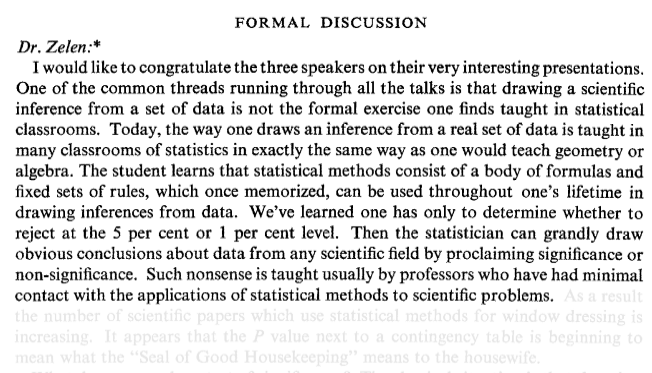 FORMAL DISCUSSION
Dr. Zelen:*
I would like to congratulate the three speakers on their very interesting presentations.
One of the common threads running through all the talks is that drawing a scientific
inference from a set of data is not the formal exercise one finds taught in statistical
classrooms. Today, the way one draws an inference from a real set of data is taught in
many classrooms of statistics in exactly the same way as one would teach geometry or
algebra. The student learns that statistical methods consist of a body of formulas and
fixed sets of rules, which once memorized, can be used throughout one's lifetime in
drawing inferences from data. We've learned one has only to determine whether to
reject at the 5 per cent or 1 per cent level. Then the statistician can grandly draw
obvious conclusions about data from any scientific field by proclaiming significance or
non-significance. Such nonsense is taught usually by professors who have had minimal
contact with the applications of statistical methods to scientific problems. As a result
the number of scientific papers which use statistical methods for window dressing is
increasing. It appears that the P value next to a contingency table is beginning to
mean what the "Seal of Good Housekeeping" means to the housewife.